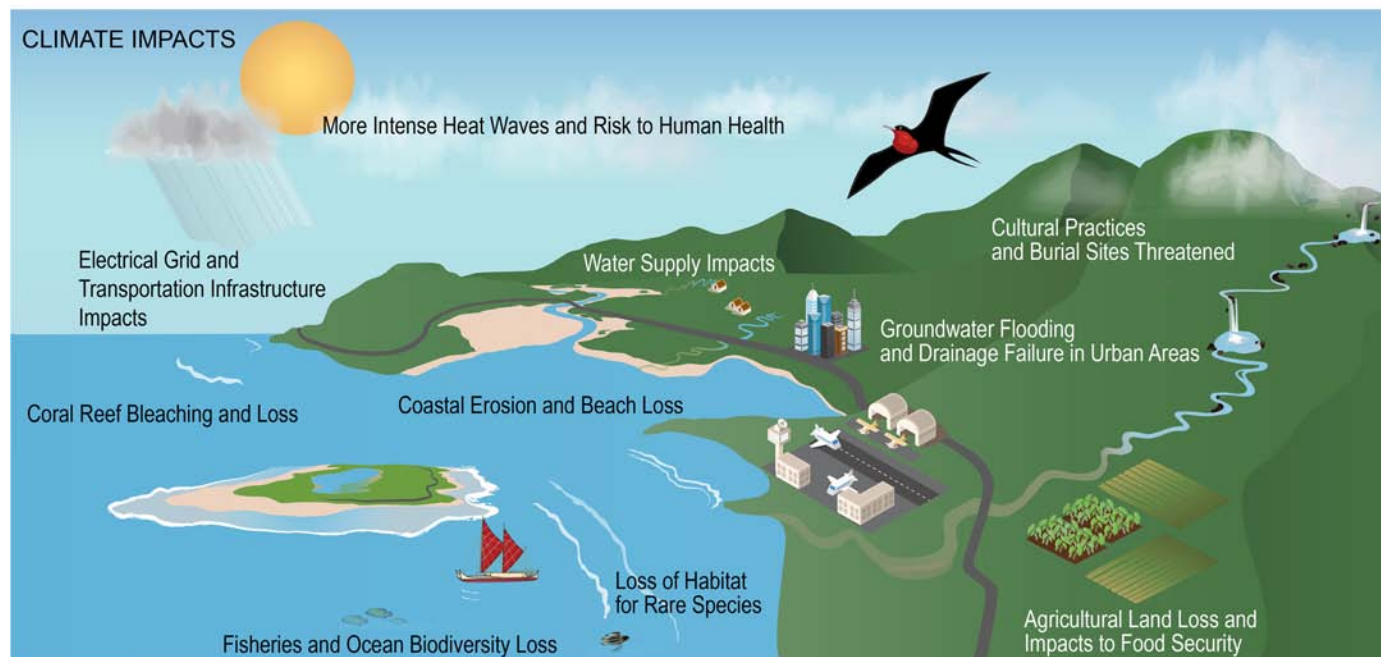 CLIMATE IMPACTS
More Intense Heat Waves and Risk to Human Health
Cultural Practices
and Burial Sites Threatened
Electrical Grid and
Transportation Infrastructure
Impacts
Water Supply Impacts
Groundwater Flooding
and Drainage Failure in Urban Areas
Coral Reef Bleaching and Loss
Coastal Erosion and Beach Loss
Loss of Habitat
for Rare Species
Fisheries and Ocean Biodiversity Loss
Agricultural Land Loss and
Impacts to Food Security